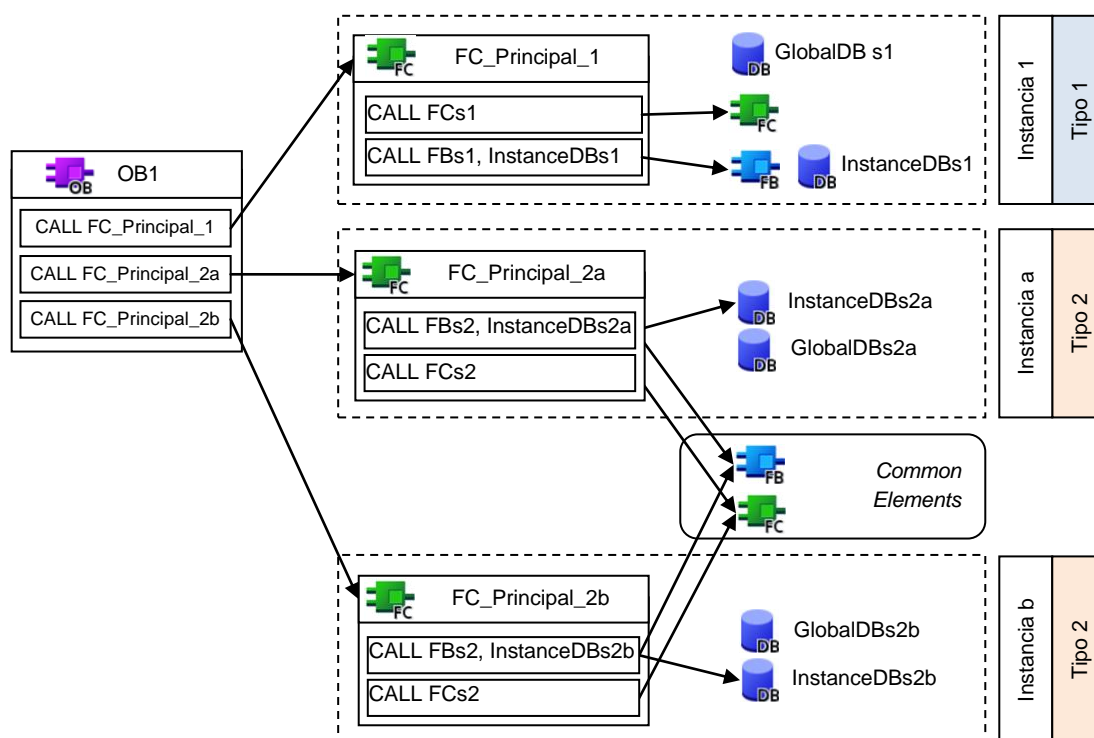 OB
OB1
CALL FC_Principal_1
CALL FC_Principal_2a
CALL FC_Principal_2b
FC
FC_Principal_1
CALL FCs1
CALL FBs1, InstanceDBs1
DB
GlobalDB s1
FC
FB
DB
InstanceDBs1
Instancia 1
Tipo 1
FC
FC_Principal_2a
CALL FBs2, InstanceDBs2a
CALL FCs2
DB
InstanceDBs2a
DB
GlobalDBs2a
Instancia a
Tipo 2
FB
FC
Common
Elements
FC
FC_Principal_2b
CALL FBs2, InstanceDBs2b
CALL FCs2
DB
GlobalDBs2b
DB
InstanceDBs2b
Instancia b
Tipo 2